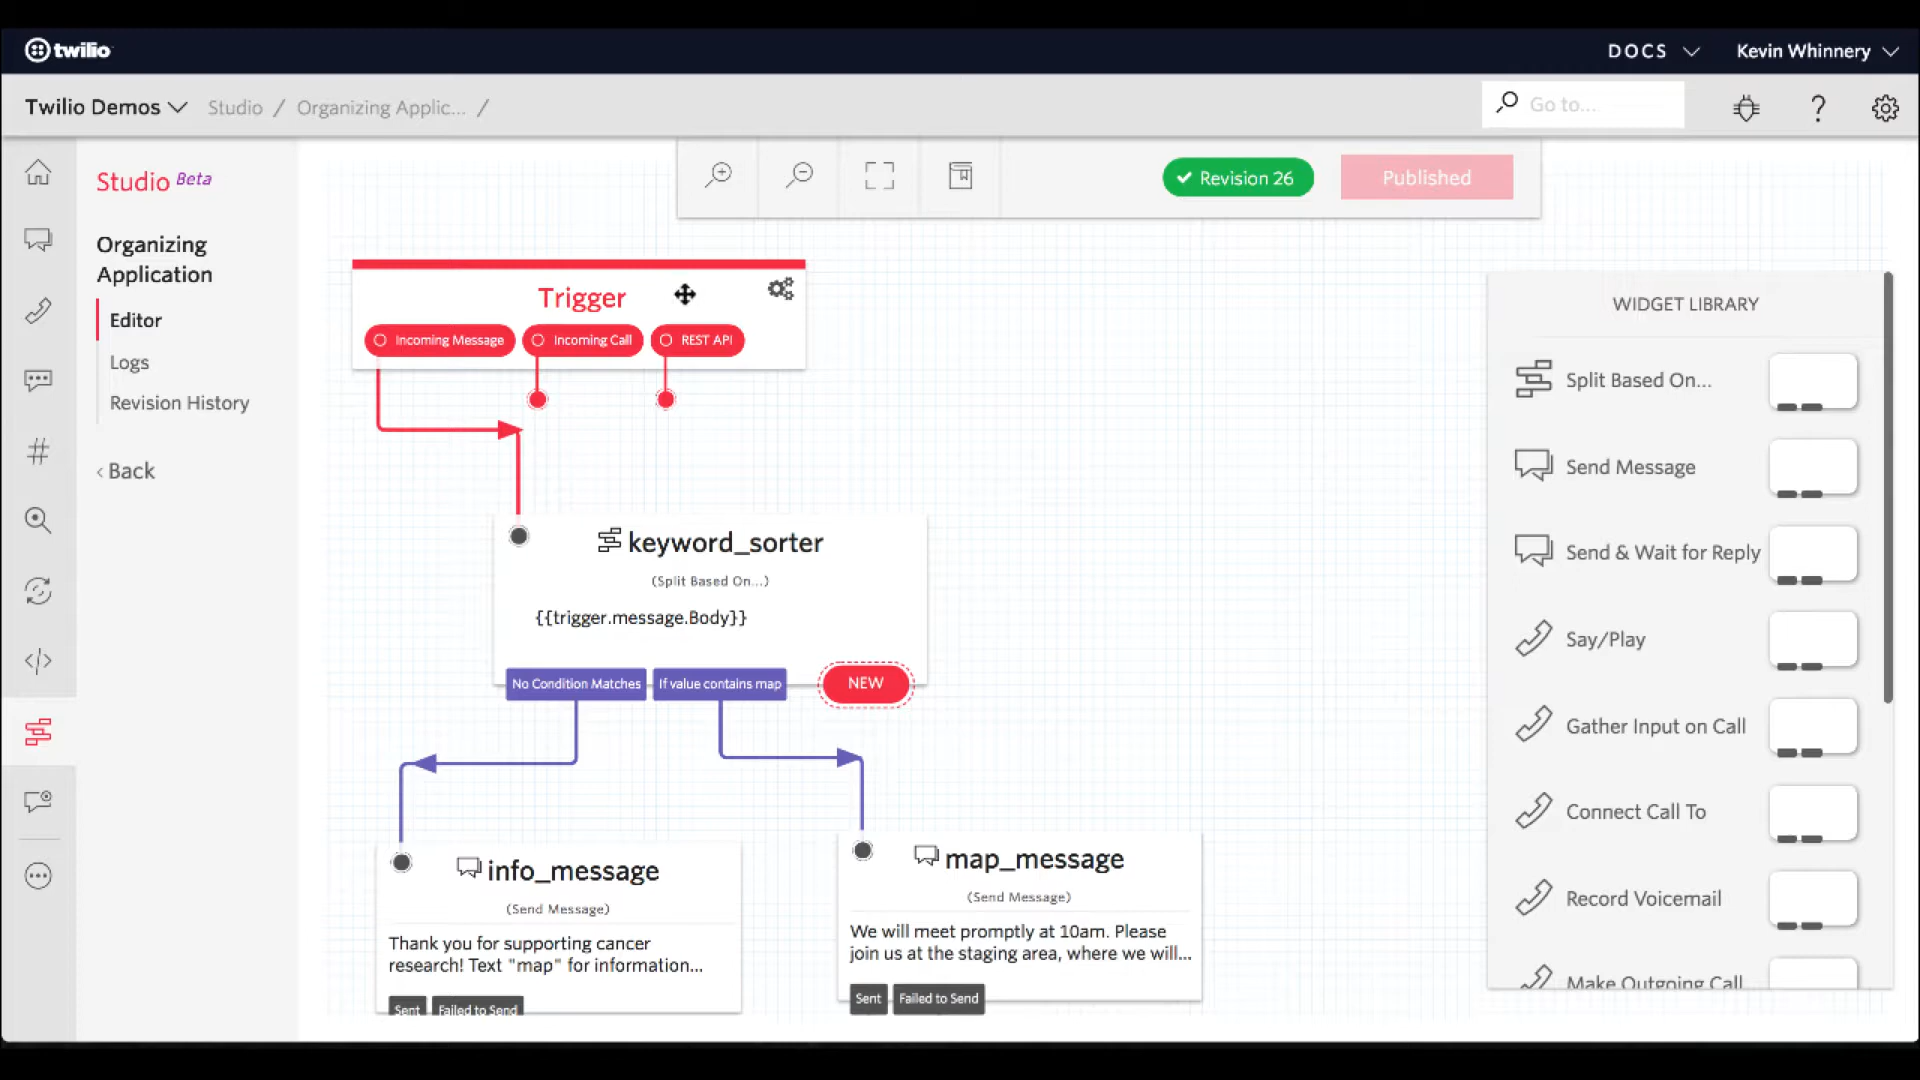 twilio
DOCS
Kevin Whinnery
Twilio Demos
Studio / Organizing Applic... /
Go to...
Studio Beta
Organizing
Application
Editor
Logs
Revision History
‹ Back
Revision 26
Published
Trigger
Incoming Message
Incoming Call
REST API
keyword_sorter
(Split Based On...)
{{trigger.message.Body}}
No Condition Matches
If value contains map
NEW
info_message
(Send Message)
Thank you for supporting cancer
research! Text "map" for information...
Sent
Failed to Send
map_message
(Send Message)
We will meet promptly at 10am. Please
join us at the staging area, where we will...
Sent
Failed to Send
WIDGET LIBRARY
Split Based On...
Send Message
Send & Wait for Reply
Say/Play
Gather Input on Call
Connect Call To
Record Voicemail
Make Outgoing Call